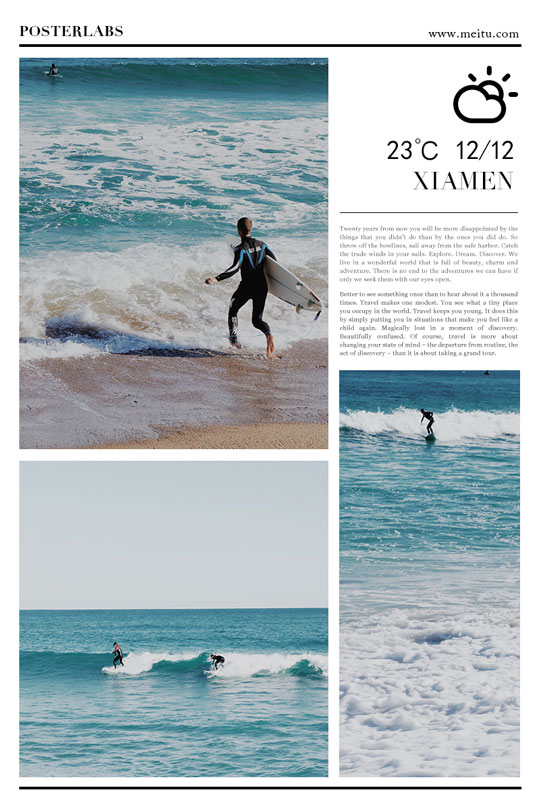 POSTERLABS
www.meitu.com
23°C 12/12
XIAMEN
Twenty years from now you will be more disappointed by the
things that you didn't do than by the ones you did do. So
throw off the bowlines, sail away from the safe harbor. Catch
the trade winds in your sails. Explore. Dream. Discover. We
live in a wonderful world that is full of beauty, charm and
adventure. There is no end to the adventures we can have if
only we seek them with our eyes open.
Better to see something once than to hear about it a thousand
times. Travel makes one modest. You see what a tiny place
you occupy in the world. Travel keeps you young. It does this
by simply putting you in situations that make you feel like a
child again. Magically lost in a moment of discovery.
Beautifully confused. Of course, travel is more about
changing your state of mind – the departure from routine, the
act of discovery – than it is about taking a grand tour.